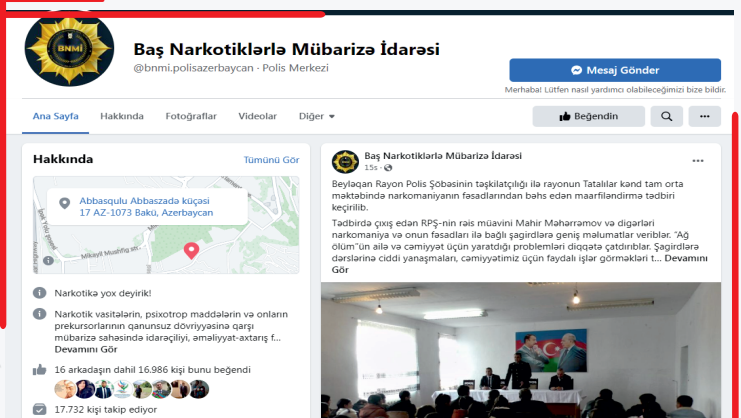 BNMİ
Baş Narkotiklərlə Mübarizə İdarəsi
@bnmi.polisazerbaycan · Polis Merkezi
Mesaj Gönder
Merhaba! Lütfen nasıl yardımcı olabileceğimizi bize bildir.
Ana Sayfa
Hakkında
Fotoğraflar
Videolar
Diğer
Beğendin
Hakkında
Tümünü Gör
Abbasqulu Abbaszadə küçəsi
17 AZ-1073 Bakü, Azerbaycan
Mikayil Mushfig st
Narkotikə yox deyirik!
Narkotik vasitələrin, psixotrop maddələrin və onların
prekursorlarının qanunsuz dövriyyəsinə qarşı
mübarizə sahəsində idarəçiliyi, əməliyyat-axtarış f...
Devamını Gör
16 arkadaşın dahil 16.986 kişi bunu beğendi
17.732 kişi takip ediyor
Baş Narkotiklərlə Mübarizə İdarəsi
15s ·
Beyləqan Rayon Polis Şöbəsinin təşkilatçılığı ilə rayonun Tatalılar kənd tam orta
məktəbində narkomaniyanın fəsadlarından bəhs edən maarfiləndirmə tədbiri
keçirilib.
Tədbirdə çıxış edən RPŞ-nin rəis müavini Mahir Məhərrəmov və digərləri
narkomaniya və onun fəsadları ilə bağlı şagirdlərə geniş məlumatlar veriblər. “Ağ
ölüm”ün ailə və cəmiyyət üçün yaratdığı problemləri diqqətə çatdırıblar. Şagirdlərə
dərslərinə ciddi yanaşmaları, cəmiyyətimiz üçün faydalı işlər görməkləri t... Devamını
Gör